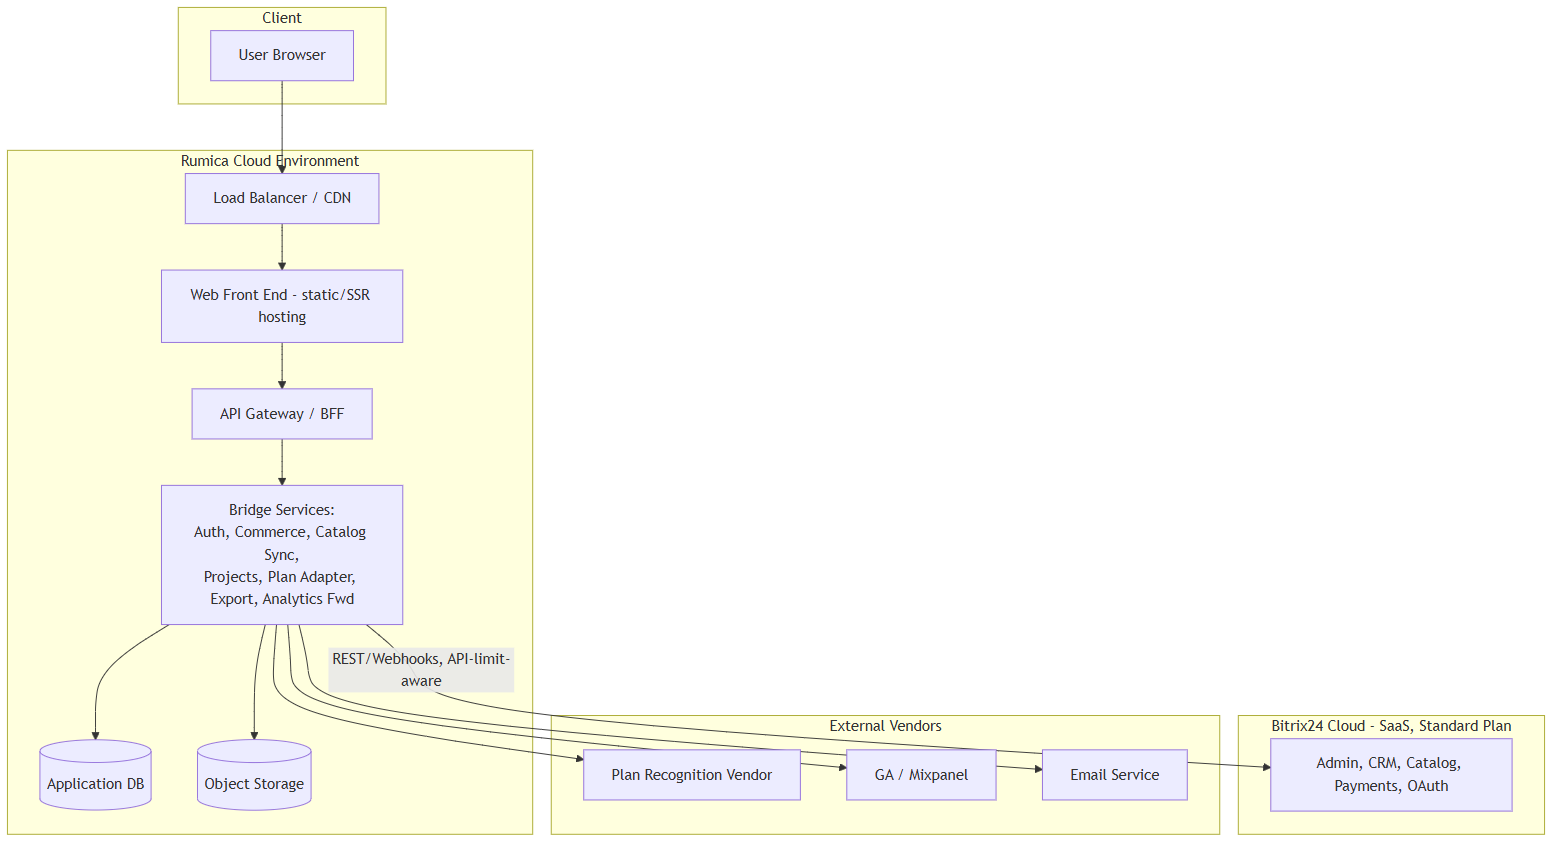 Client
User Browser
Rumica Cloud Environment
Load Balancer / CDN
Web Front End - static/SSR
hosting
API Gateway / BFF
Bridge Services:
Auth, Commerce, Catalog
Sync,
Projects, Plan Adapter,
Export, Analytics Fwd
REST/Webhooks, API-limit-
aware
Application DB
Object Storage
External Vendors
Plan Recognition Vendor
GA / Mixpanel
Email Service
Bitrix24 Cloud - SaaS, Standard Plan
Admin, CRM, Catalog,
Payments, OAuth